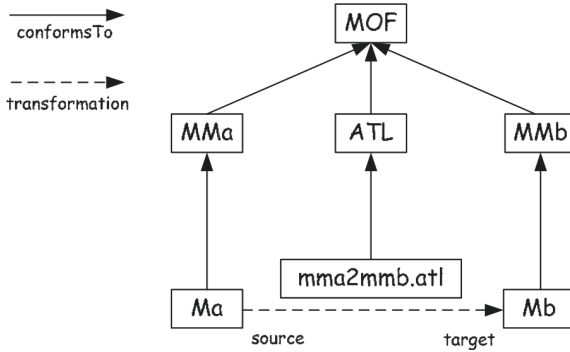 conformsTo
transformation
MOF
MMa
ATL
MMb
mma2mmb.atl
Ma
Mb
source
target